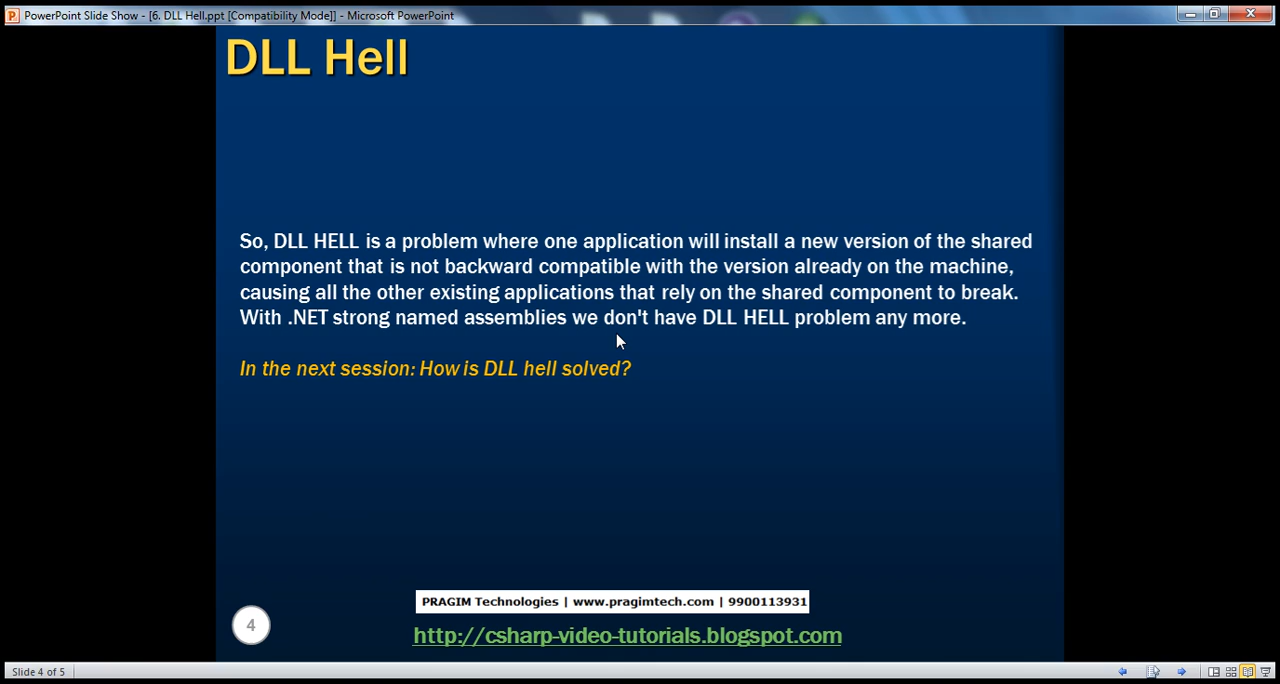 PowerPoint Slide Show - [6. DLL Hell.ppt [Compatibility Mode]] - Microsoft PowerPoint
DLL Hell
So, DLL HELL is a problem where one application will install a new version of the shared
component that is not backward compatible with the version already on the machine,
causing all the other existing applications that rely on the shared component to break.
With .NET strong named assemblies we don't have DLL HELL problem any more.
In the next session: How is DLL hell solved?
PRAGIM Technologies | www.pragimtech.com | 9900113931
4
http://csharp-video-tutorials.blogspot.com
Slide 4 of 5